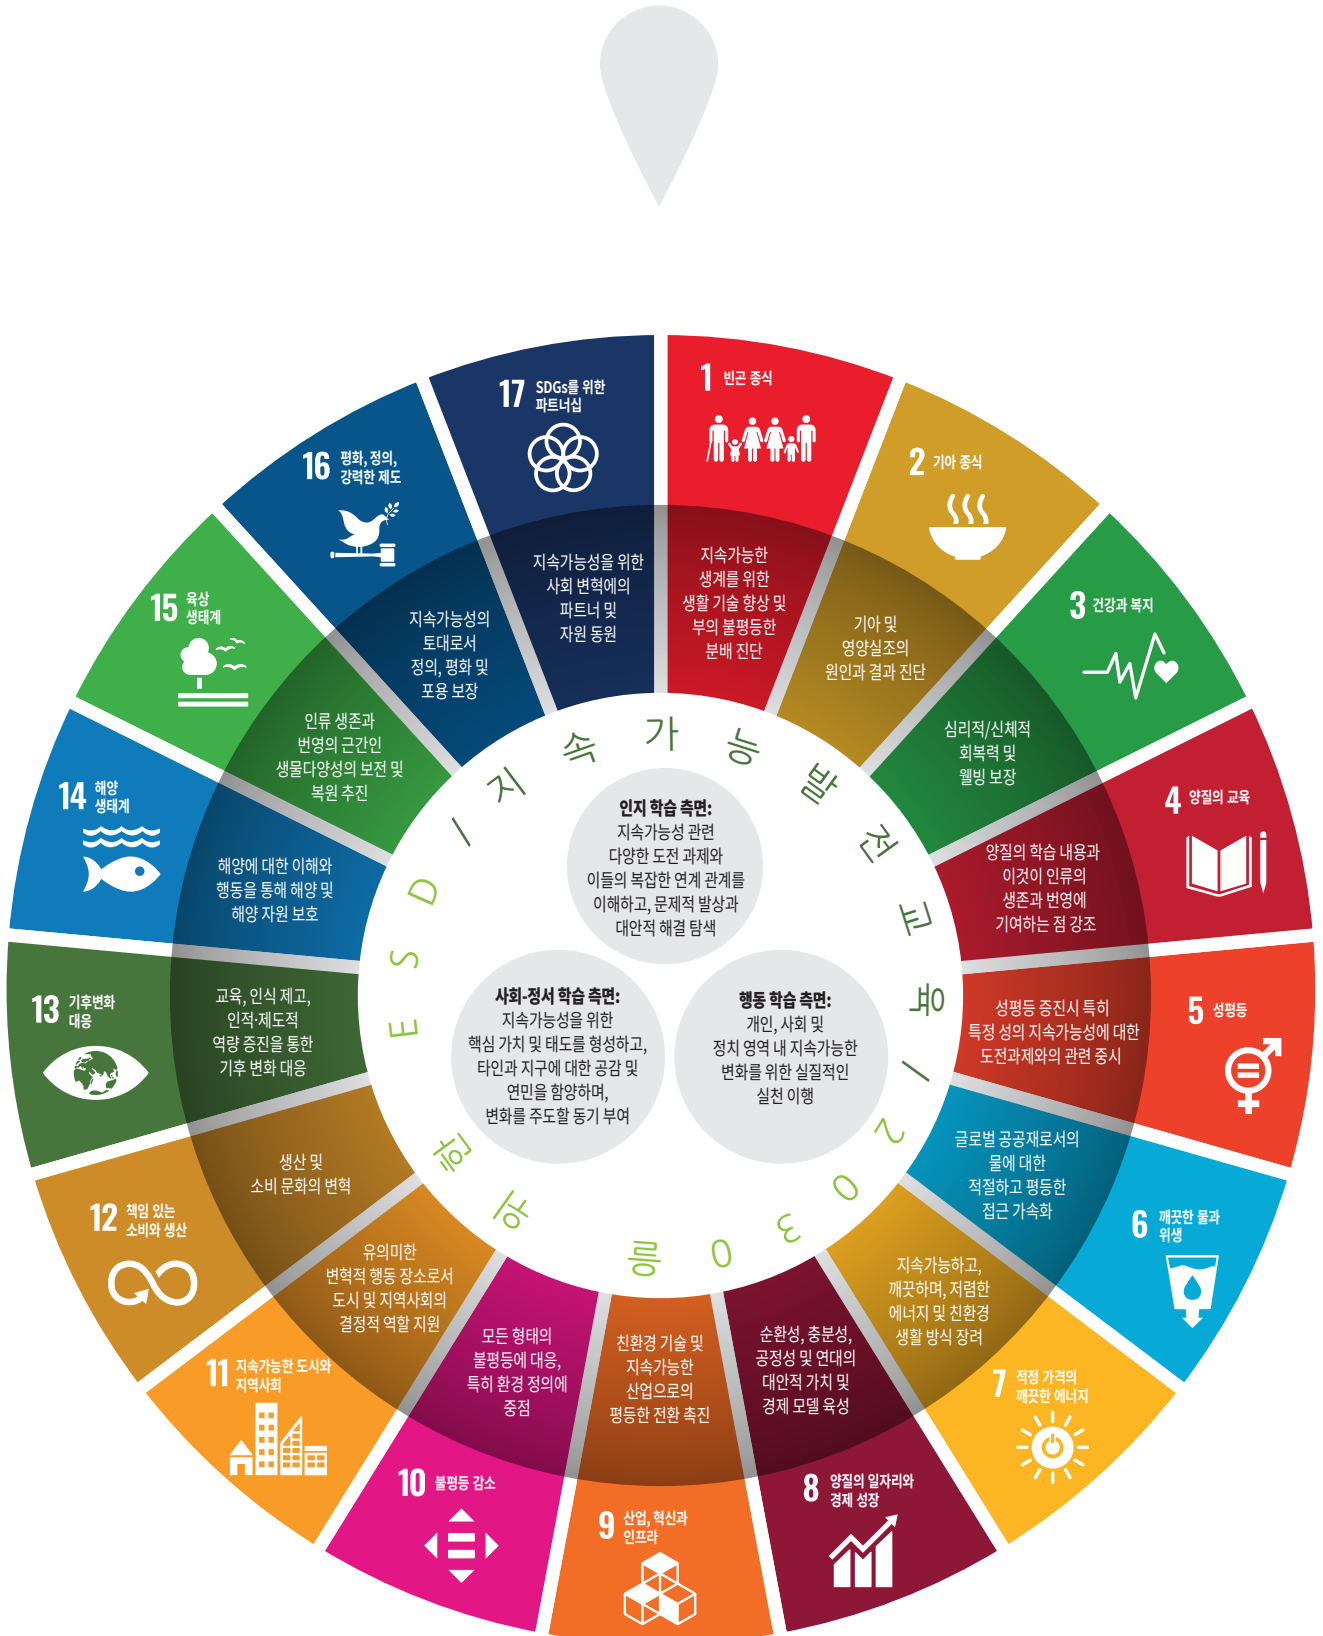 1 빈곤 종식
지속가능한
생계를 위한
생활 기술 향상 및
부의 불평등한
분배 진단
2 기아 종식
기아 및
영양실조의
원인과 결과 진단
3 건강과 복지
심리적/신체적
회복력 및
웰빙 보장
4 양질의 교육
양질의 학습 내용과
이것이 인류의
생존과 번영에
기여하는 점 강조
5 성평등
성평등 증진시 특히
특정 성의 지속가능성에 대한
도전과제와의 관련 중시
6 깨끗한 물과
위생
글로벌 공공재로서의
물에 대한
적절하고 평등한
접근 가속화
7 적정 가격의
깨끗한 에너지
지속가능하고,
깨끗하며, 저렴한
에너지 및 친환경
생활 방식 장려
8 양질의 일자리와
경제 성장
순환성, 충분성,
공정성 및 연대의
대안적 가치 및
경제 모델 육성
9 산업, 혁신과
인프라
친환경 기술 및
지속가능한
산업으로의
평등한 전환 촉진
10 불평등 감소
모든 형태의
불평등에 대응,
특히 환경 정의에
중점
11 지속가능한 도시와
지역사회
유의미한
변혁적 행동 장소로서
도시 및 지역사회의
결정적 역할 지원
12 책임 있는
소비와 생산
생산 및
소비 문화의 변혁
13 기후변화
대응
교육, 인식 제고,
인적·제도적
역량 증진을 통한
기후 변화 대응
14 해양
생태계
해양에 대한 이해와
행동을 통해 해양 및
해양 자원 보호
15 육상
생태계
인류 생존과
번영의 근간인
생물다양성의 보전 및
복원 추진
16 평화, 정의,
강력한 제도
지속가능성의
토대로서
정의, 평화 및
포용 보장
17 SDGs를 위한
파트너십
지속가능성을 위한
사회 변혁에의
파트너 및
자원 동원
지속가능발전교육/2030를위한ESD/
인지 학습 측면:
지속가능성 관련
다양한 도전 과제와
이들의 복잡한 연계 관계를
이해하고, 문제적 발상과
대안적 해결 탐색
사회-정서 학습 측면:
지속가능성을 위한
핵심 가치 및 태도를 형성하고,
타인과 지구에 대한 공감 및
연민을 함양하며,
변화를 주도할 동기 부여
행동 학습 측면:
개인, 사회 및
정치 영역 내 지속가능한
변화를 위한 실질적인
실천 이행